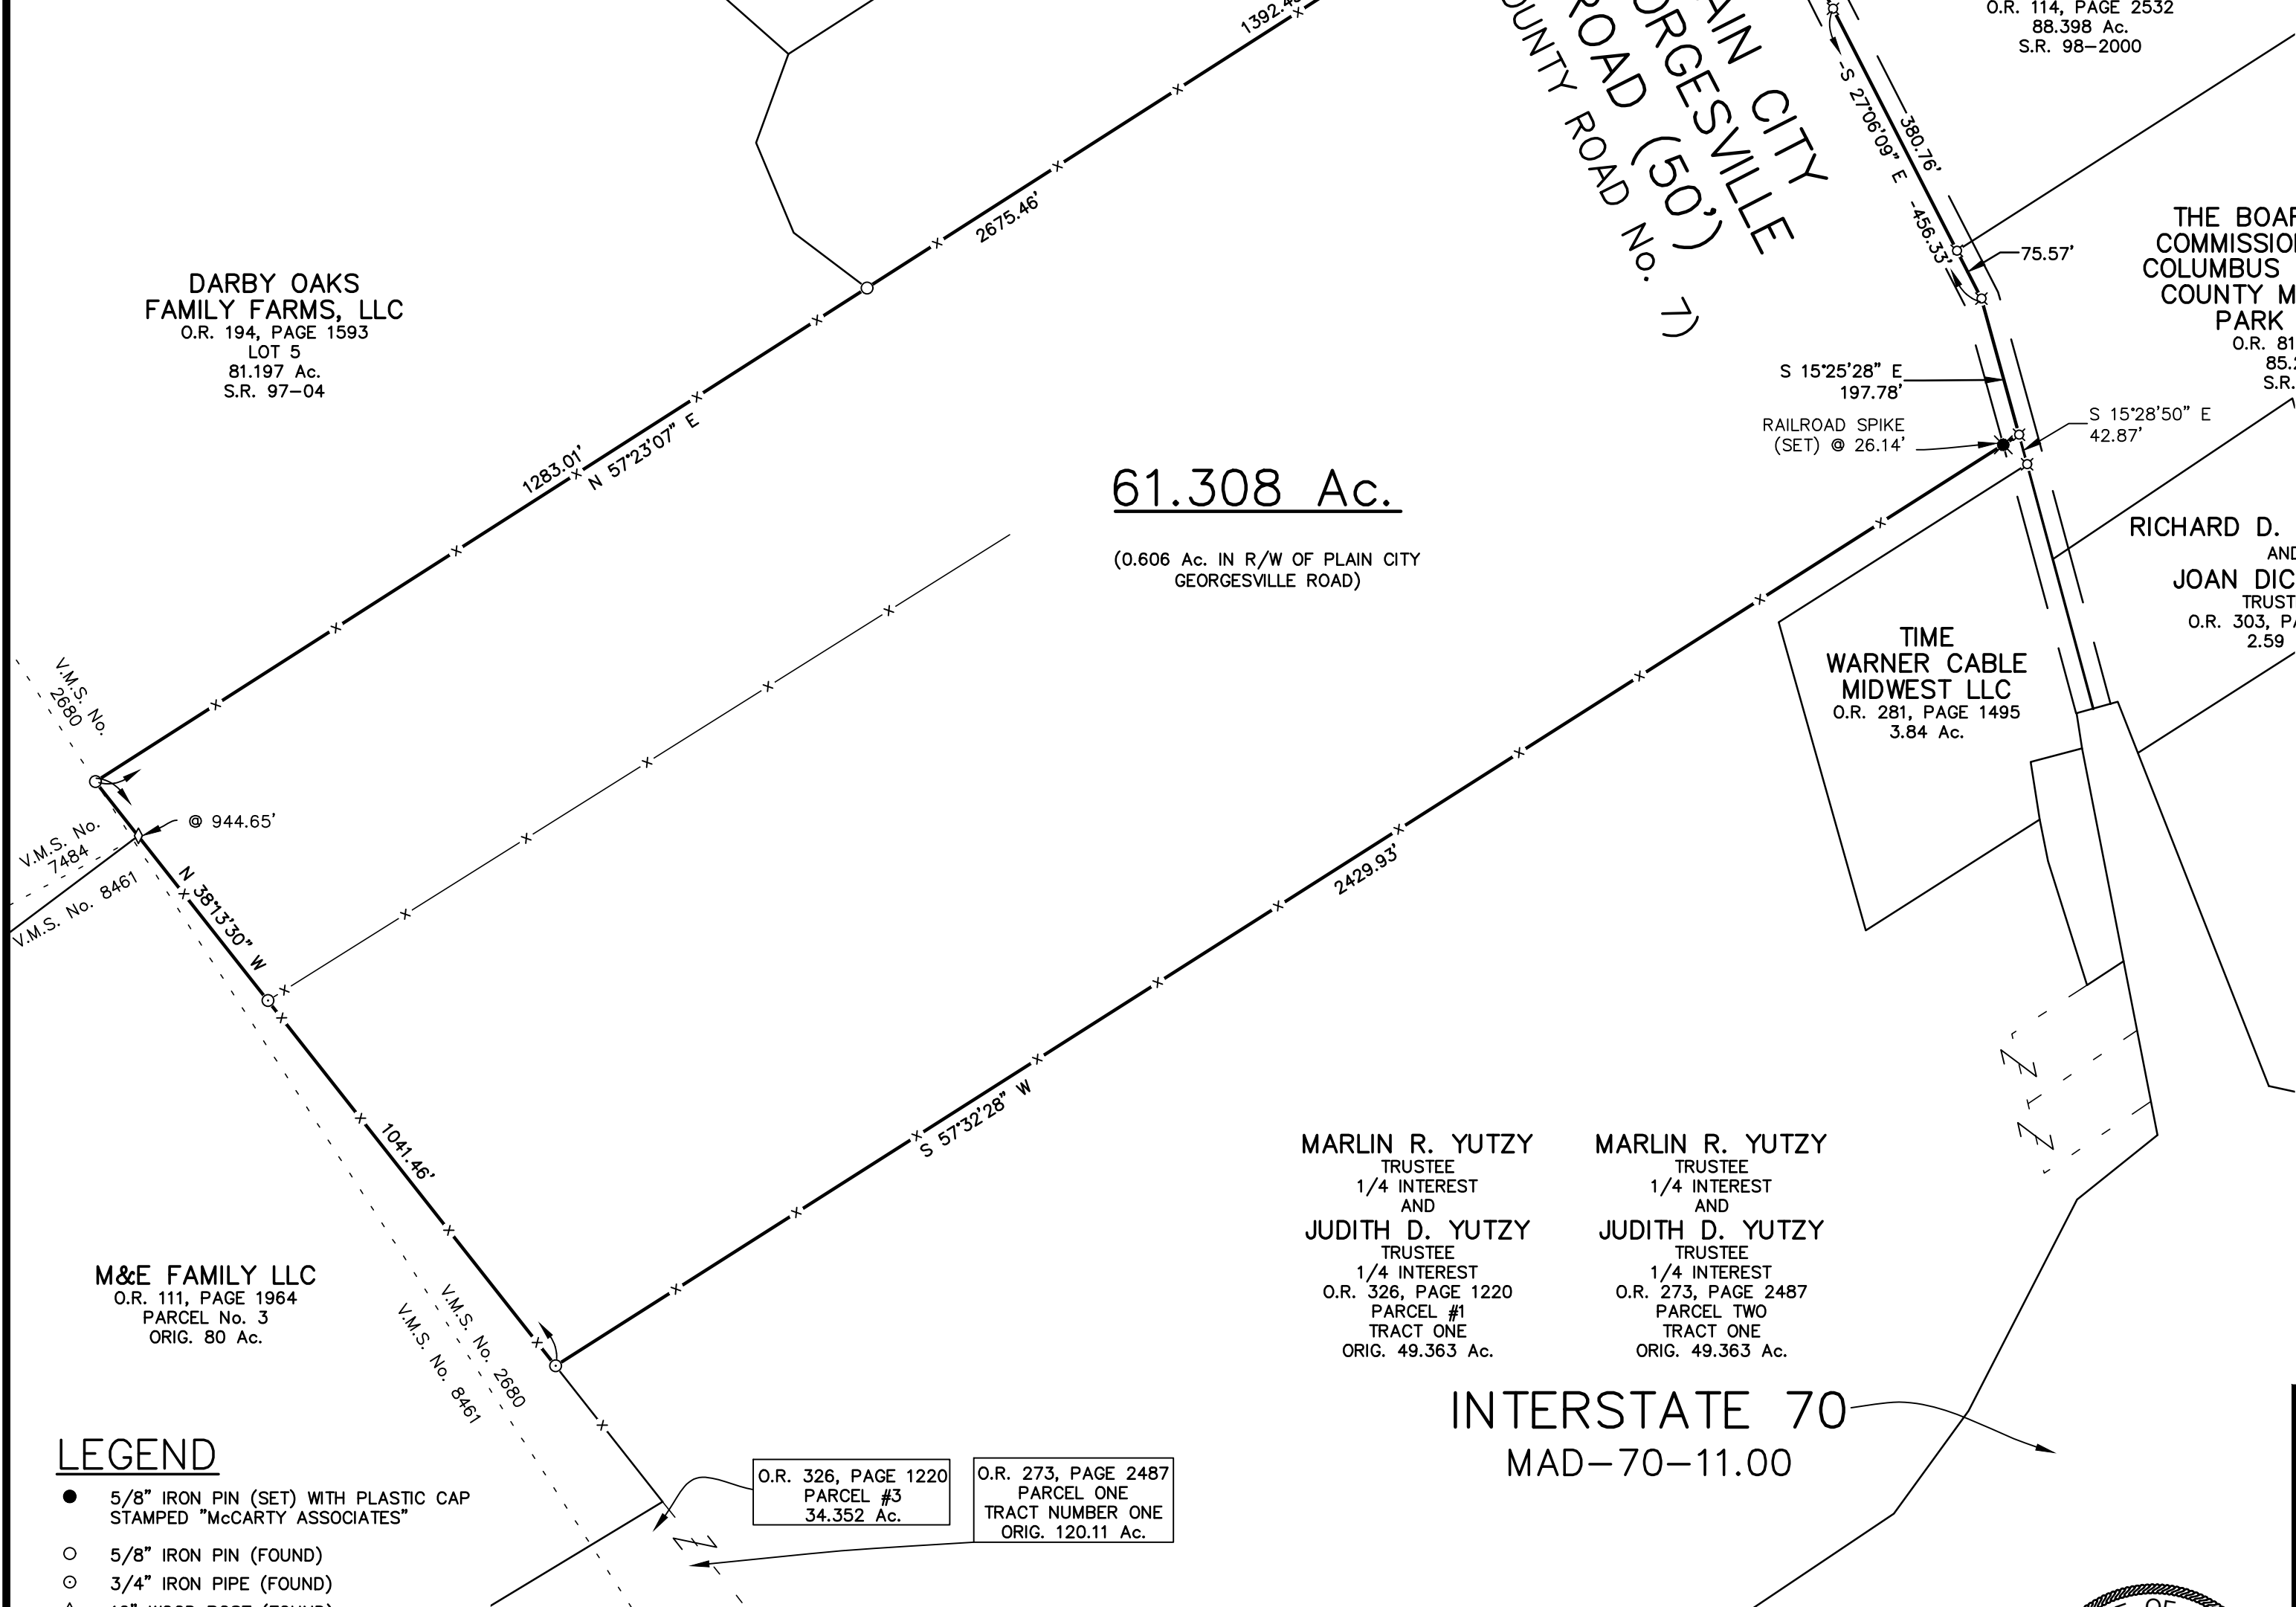 O.R. 114, PAGE 2532
88.398 Ac.
S.R. 98-2000
CITY
ROAD (50')
COUNTY ROAD No. 7)
S 27°06'09" E
380.76'
456.33'
75.57'
2675.46'
DARBY OAKS
FAMILY FARMS, LLC
O.R. 194, PAGE 1593
LOT 5
81.197 Ac.
S.R. 97-04
THE
COLUMBUS
COUNTY
PARK
S.R.
S 15°25'28" E
197.78'
RAILROAD SPIKE
(SET) @ 26.14'
S 15°28'50" E
42.87'
1283.01'
N 57°23'07" E
61.308 Ac.
(0.606 Ac. IN R/W OF PLAIN CITY
GEORGESVILLE ROAD)
RICHARD D.
JOAN
O.R. 303,
2.59
TIME
WARNER CABLE
MIDWEST LLC
O.R. 281, PAGE 1495
3.84 Ac.
V.M.S. No.
2680
@ 944.65'
V.M.S. No.
7484
V.M.S. No. 8461
N 38°13'30" W
2429.93'
S 57°32'28" W
1041.46'
M&E FAMILY LLC
O.R. 111, PAGE 1964
PARCEL No. 3
ORIG. 80 Ac.
V.M.S. No. 2680
V.M.S. No. 8461
MARLIN R. YUTZY
TRUSTEE
1/4 INTEREST
AND
JUDITH D. YUTZY
TRUSTEE
1/4 INTEREST
O.R. 326, PAGE 1220
PARCEL #1
TRACT ONE
ORIG. 49.363 Ac.
MARLIN R. YUTZY
TRUSTEE
1/4 INTEREST
AND
JUDITH D. YUTZY
TRUSTEE
1/4 INTEREST
O.R. 273, PAGE 2487
PARCEL TWO
TRACT ONE
ORIG. 49.363 Ac.
INTERSTATE 70
MAD-70-11.00
O.R. 326, PAGE 1220
PARCEL #3
34.352 Ac.
O.R. 273, PAGE 2487
PARCEL ONE
TRACT NUMBER ONE
ORIG. 120.11 Ac.
LEGEND
5/8" IRON PIN (SET) WITH PLASTIC CAP
STAMPED "McCARTY ASSOCIATES"
5/8" IRON PIN (FOUND)
3/4" IRON PIPE (FOUND)